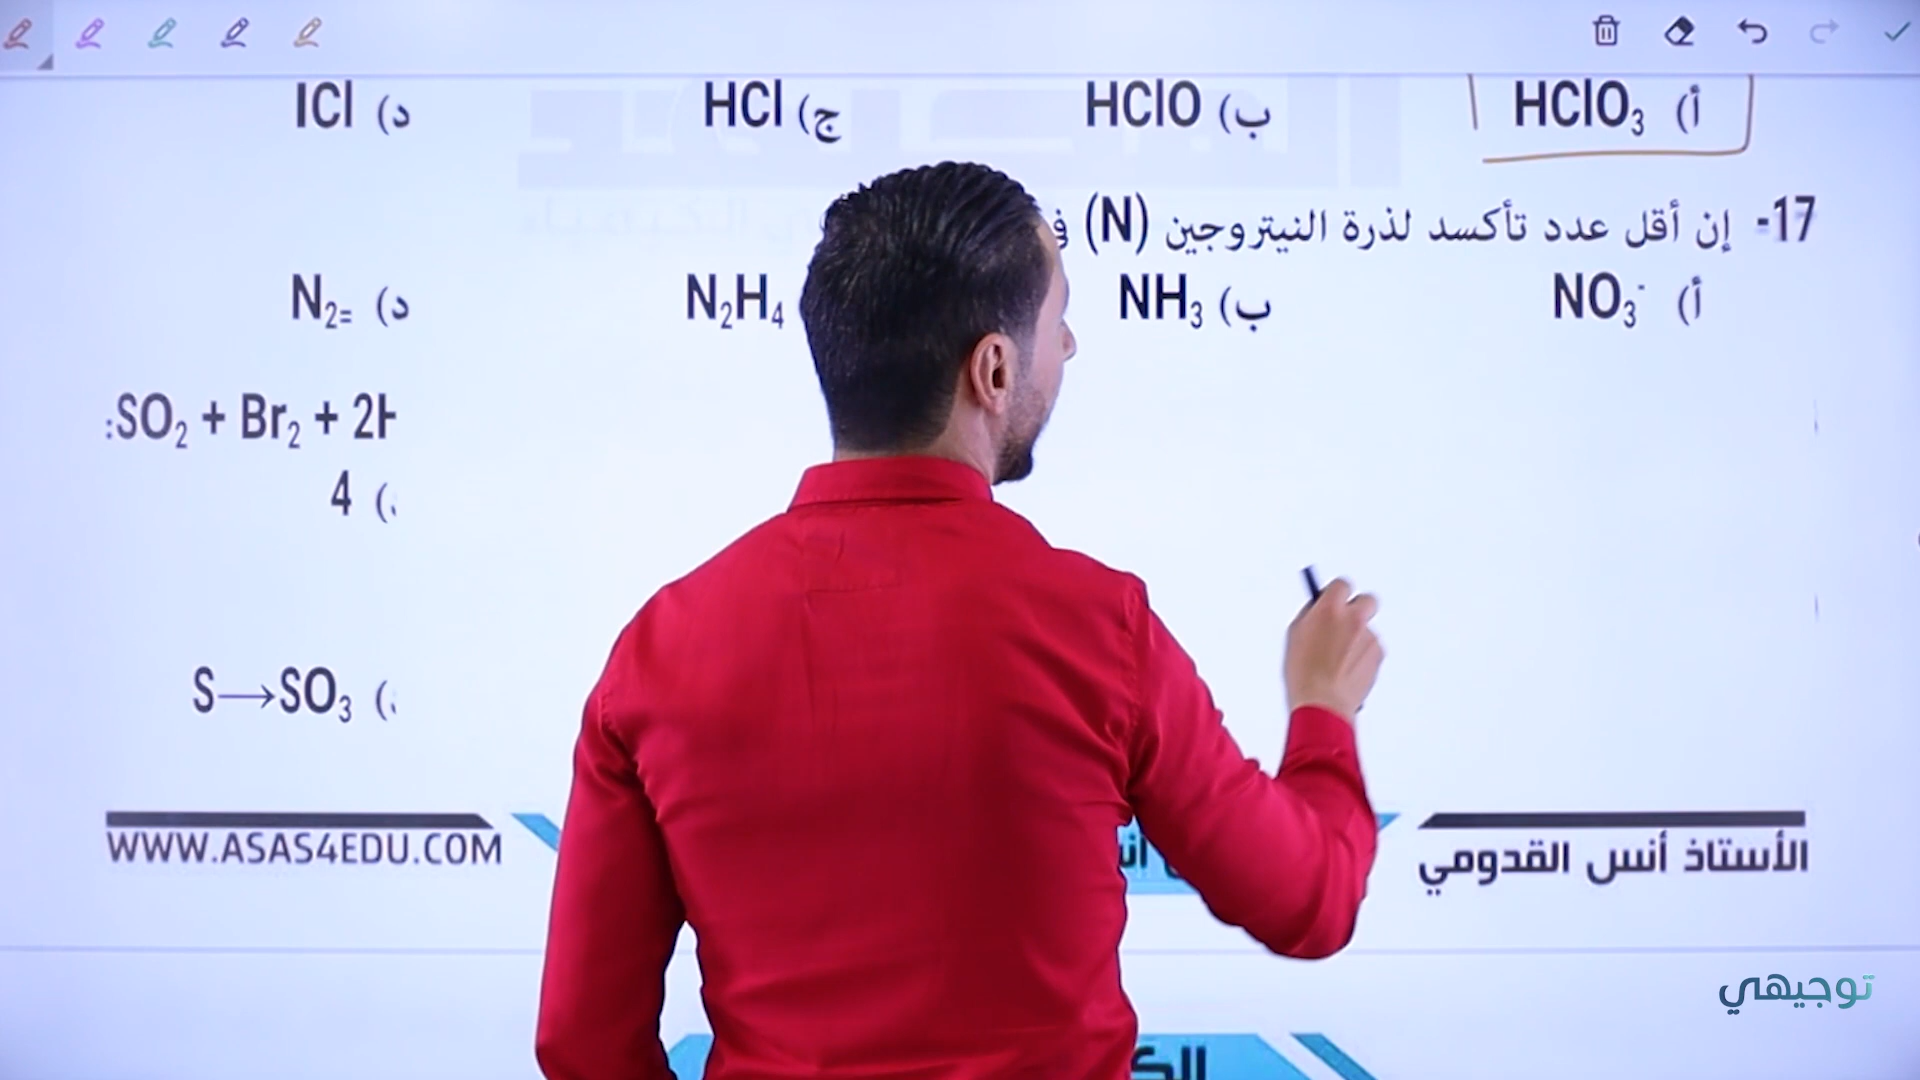 أ) HClO₃ ب) HClO ج) HCl د) ICl
17- إن أقل عدد تأكسد لذرة النيتروجين (N)
أ) NO₃⁻ ب) NH₃ N₂H₄ د) N₂₌
:SO₂ + Br₂ + 2H
) 4
) S→SO₃
WWW.ASAS4EDU.COM الأستاذ أنس القدومي
توجيهي